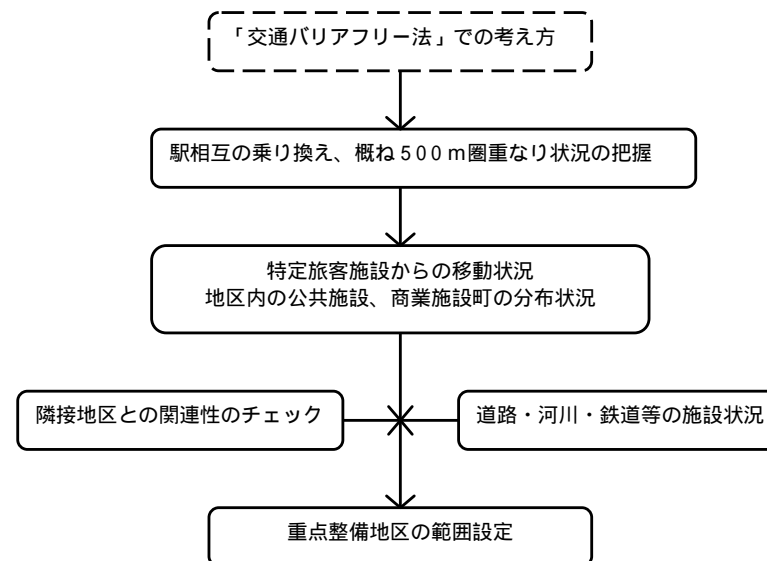 「交通バリアフリー法」での考え方
駅相互の乗り換え、概ね500m圏重なり状況の把握
特定旅客施設からの移動状況
地区内の公共施設、商業施設町の分布状況
隣接地区との関連性のチェック
道路・河川・鉄道等の施設状況
重点整備地区の範囲設定